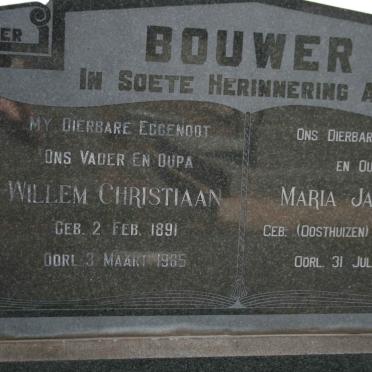 ER
BOUWER
IN SOETE HERINNERING A
MY DIERBARE EGGENOOT
ONS VADER EN OUPA
WILLEM CHRISTIAAN
GEB. 2 FEB. 1891
OORL. 3 MAART 1985
ONS DIERBAR
EN OU
MARIA JA
GEB: (OOSTHUIZEN)
OORL. 31 JUL